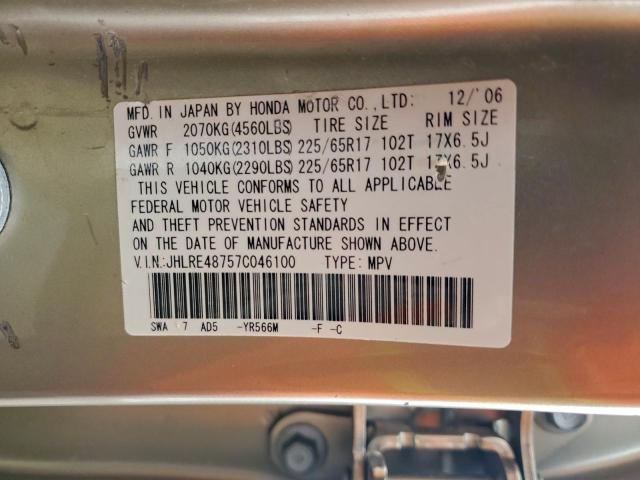 MFD. IN JAPAN BY HONDA MOTOR CO.,LTD: 12/'06
GVWR 2070KG(4560LBS) TIRE SIZE RIM SIZE
GAWR F 1050KG(2310LBS) 225/65R17 102T 17X6.5J
GAWR R 1040KG(2290LBS) 225/65R17 102T 17X6.5J
THIS VEHICLE CONFORMS TO ALL APPLICABLE
FEDERAL MOTOR VEHICLE SAFETY
AND THEFT PREVENTION STANDARDS IN EFFECT
ON THE DATE OF MANUFACTURE SHOWN ABOVE.
V.I.N:JHLRE48757C046100 TYPE: MPV
SWA 7 AD5 -YR566M -F -C